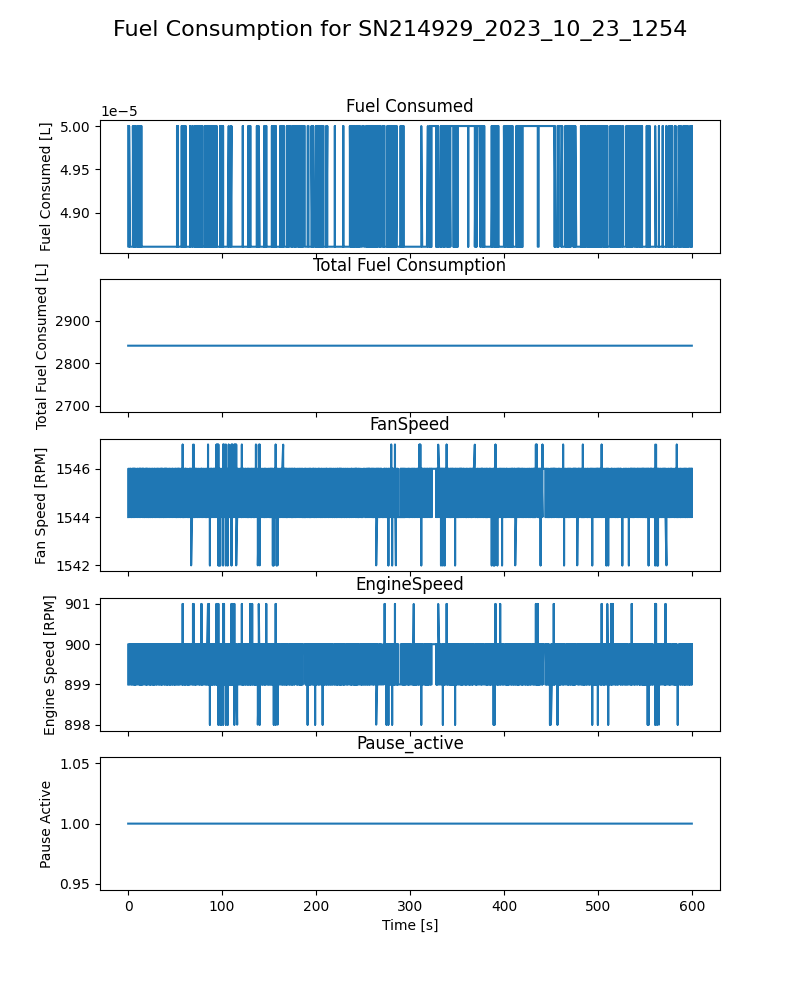 Fuel Consumption for SN214929_2023_10_23_1254
1e−5
Fuel Consumed
Fuel Consumed [L]
5.00
4.95
4.90
Total Fuel Consumption
Total Fuel Consumed [L]
2900
2800
2700
FanSpeed
Fan Speed [RPM]
1546
1544
1542
EngineSpeed
Engine Speed [RPM]
901
900
899
898
Pause_active
Pause Active
1.05
1.00
0.95
0 100 200 300 400 500 600
Time [s]